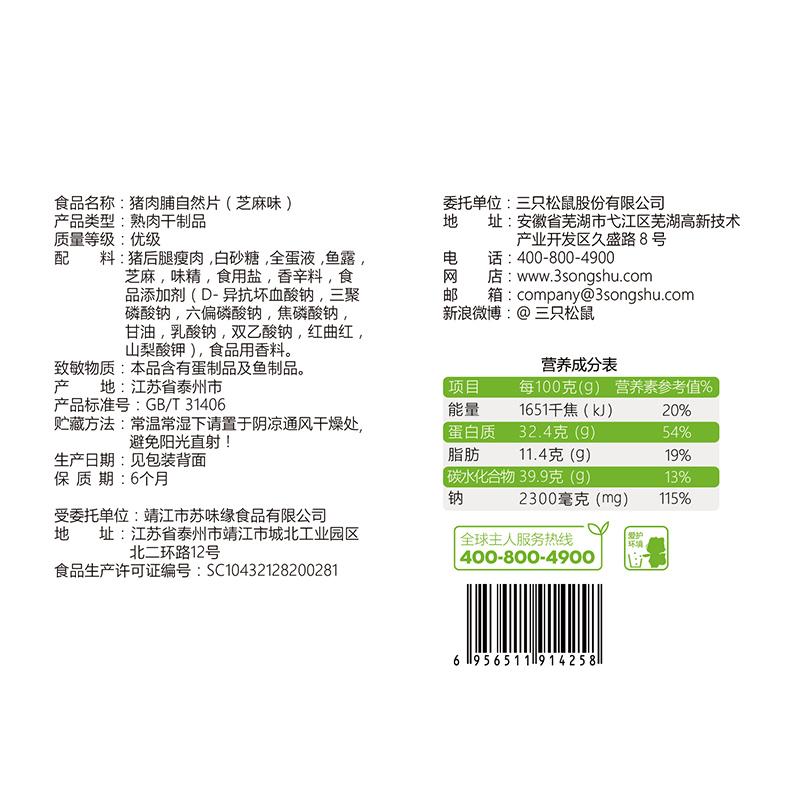 食品名称：猪肉脯自然片（芝麻味）
产品类型：熟肉干制品
质量等级：优级
配 料：猪后腿瘦肉,白砂糖,全蛋液,鱼露,
芝麻，味精，食用盐，香辛料，食
品添加剂（D-异抗坏血酸钠，三聚
磷酸钠，六偏磷酸钠，焦磷酸钠，
甘油，乳酸钠，双乙酸钠，红曲红，
山梨酸钾），食品用香料。
致敏物质：本品含有蛋制品及鱼制品。
产 地：江苏省泰州市
产品标准号：GB/T 31406
贮藏方法：常温常湿下请置于阴凉通风干燥处,
避免阳光直射！
生产日期：见包装背面
保 质 期：6个月
受委托单位：靖江市苏味缘食品有限公司
地 址：江苏省泰州市靖江市城北工业园区
北二环路12号
食品生产许可证编号：SC10432128200281
委托单位：三只松鼠股份有限公司
地 址：安徽省芜湖市弋江区芜湖高新技术
产业开发区久盛路8号
电 话：400-800-4900
网 店：www.3songshu.com
邮 箱：company@3songshu.com
新浪微博：@三只松鼠
营养成分表
项目 每100克(g) 营养素参考值%
能量 1651千焦（kJ） 20%
蛋白质 32.4克 (g) 54%
脂肪 11.4克 (g) 19%
碳水化合物 39.9克 (g) 13%
钠 2300毫克 (mg) 115%
全球主人服务热线
400-800-4900
爱护
环境
6 956511 914258